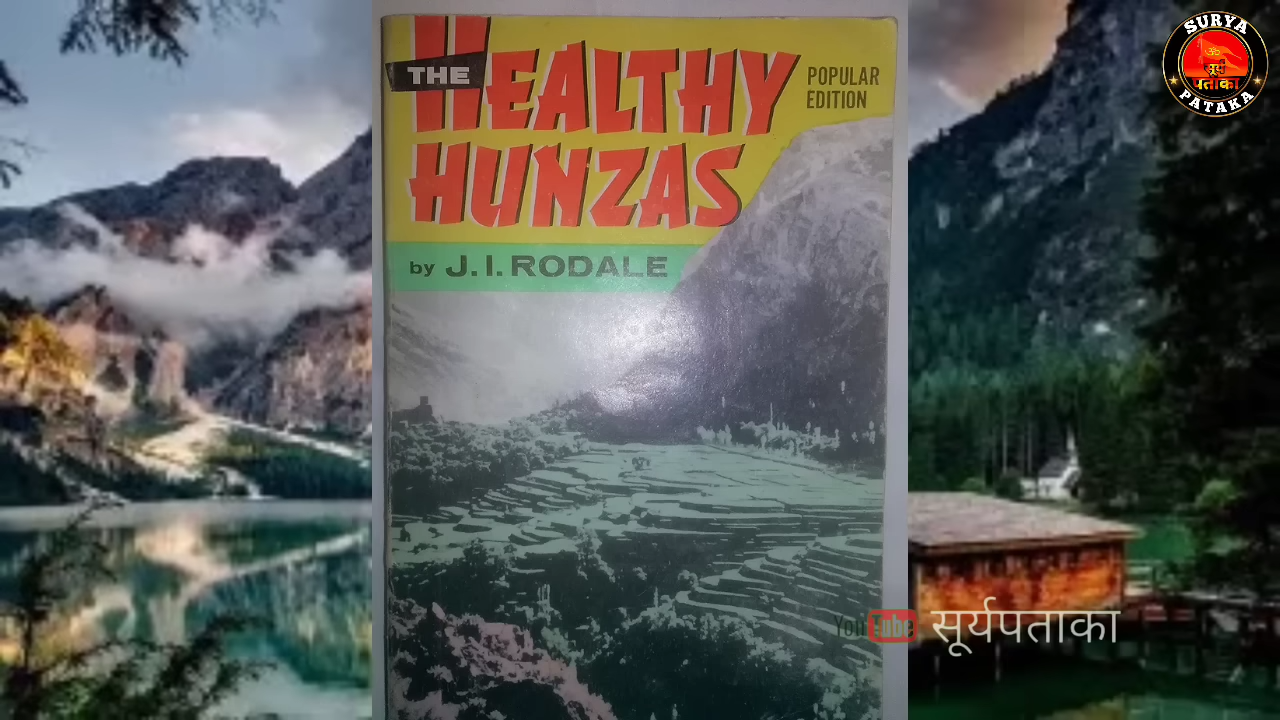 THE HEALTHY
HUNZAS
POPULAR
EDITION
by J. I. RODALE
SURYA
ॐ
सूर्य
पताका
PATAKA
YouTube सूर्यपताका